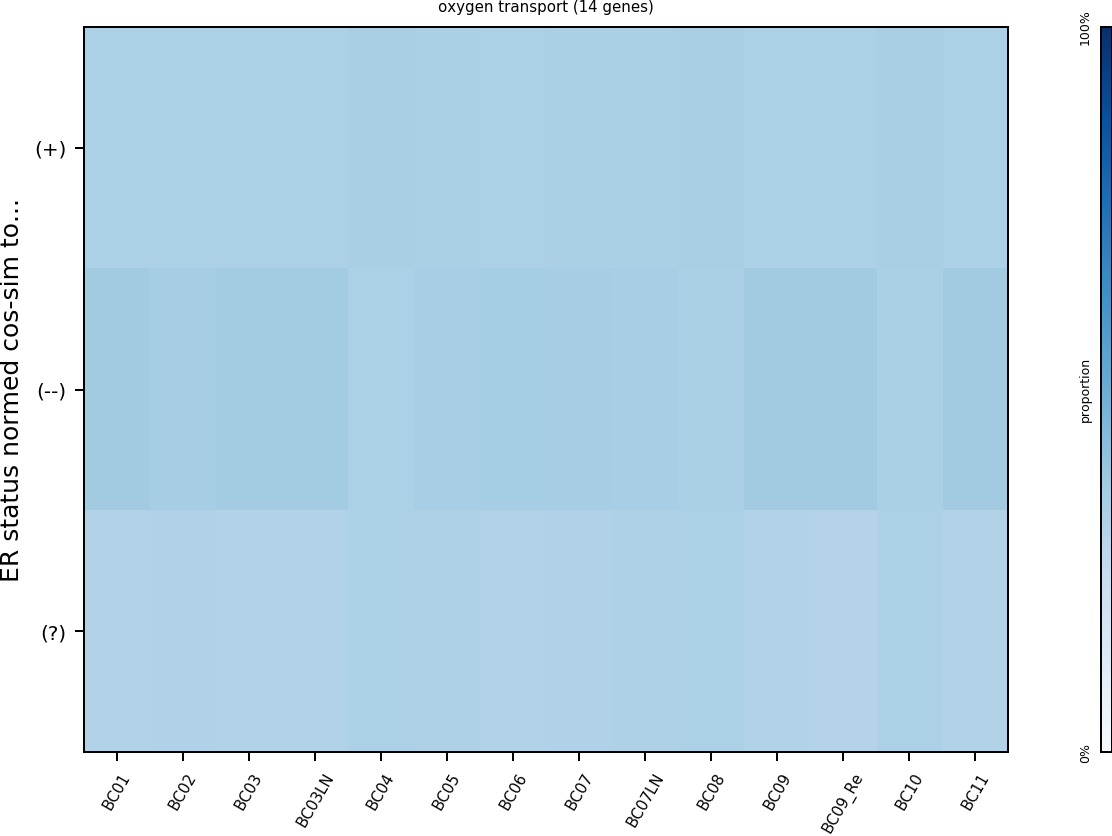 oxygen transport (14 genes)
ER status normed cos-sim to...
(+)
(--)
(?)
BC01
BC02
BC03
BC03LN
BC04
BC05
BC06
BC07
BC07LN
BC08
BC09
BC09_Re
BC10
BC11
100%
proportion
0%